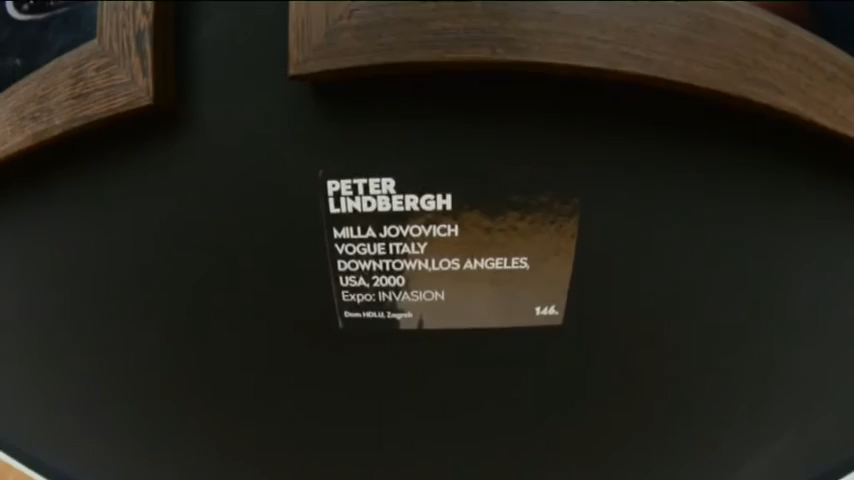 PETER
LINDBERGH
MILLA JOVOVICH
VOGUE ITALY
DOWNTOWN,LOS ANGELES,
USA, 2000
Expo: INVASION
Dom HDLU, Zagreb
146.